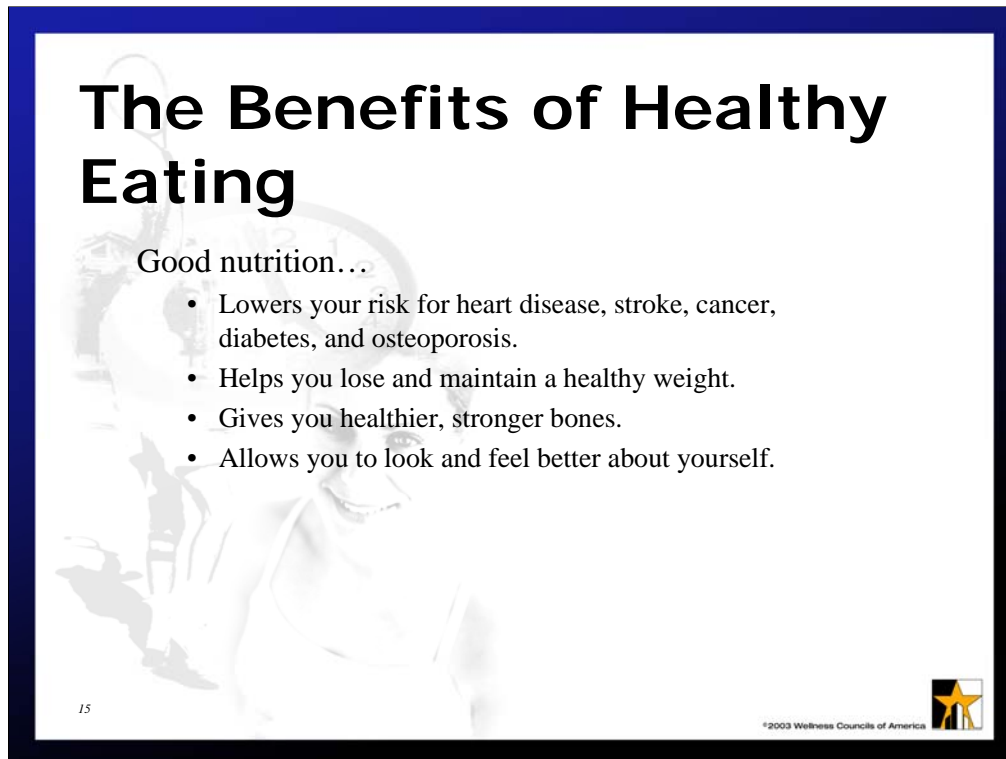 The Benefits of Healthy
Eating
Good nutrition…
• Lowers your risk for heart disease, stroke, cancer,
diabetes, and osteoporosis.
• Helps you lose and maintain a healthy weight.
• Gives you healthier, stronger bones.
• Allows you to look and feel better about yourself.
15
©2003 Wellness Councils of America